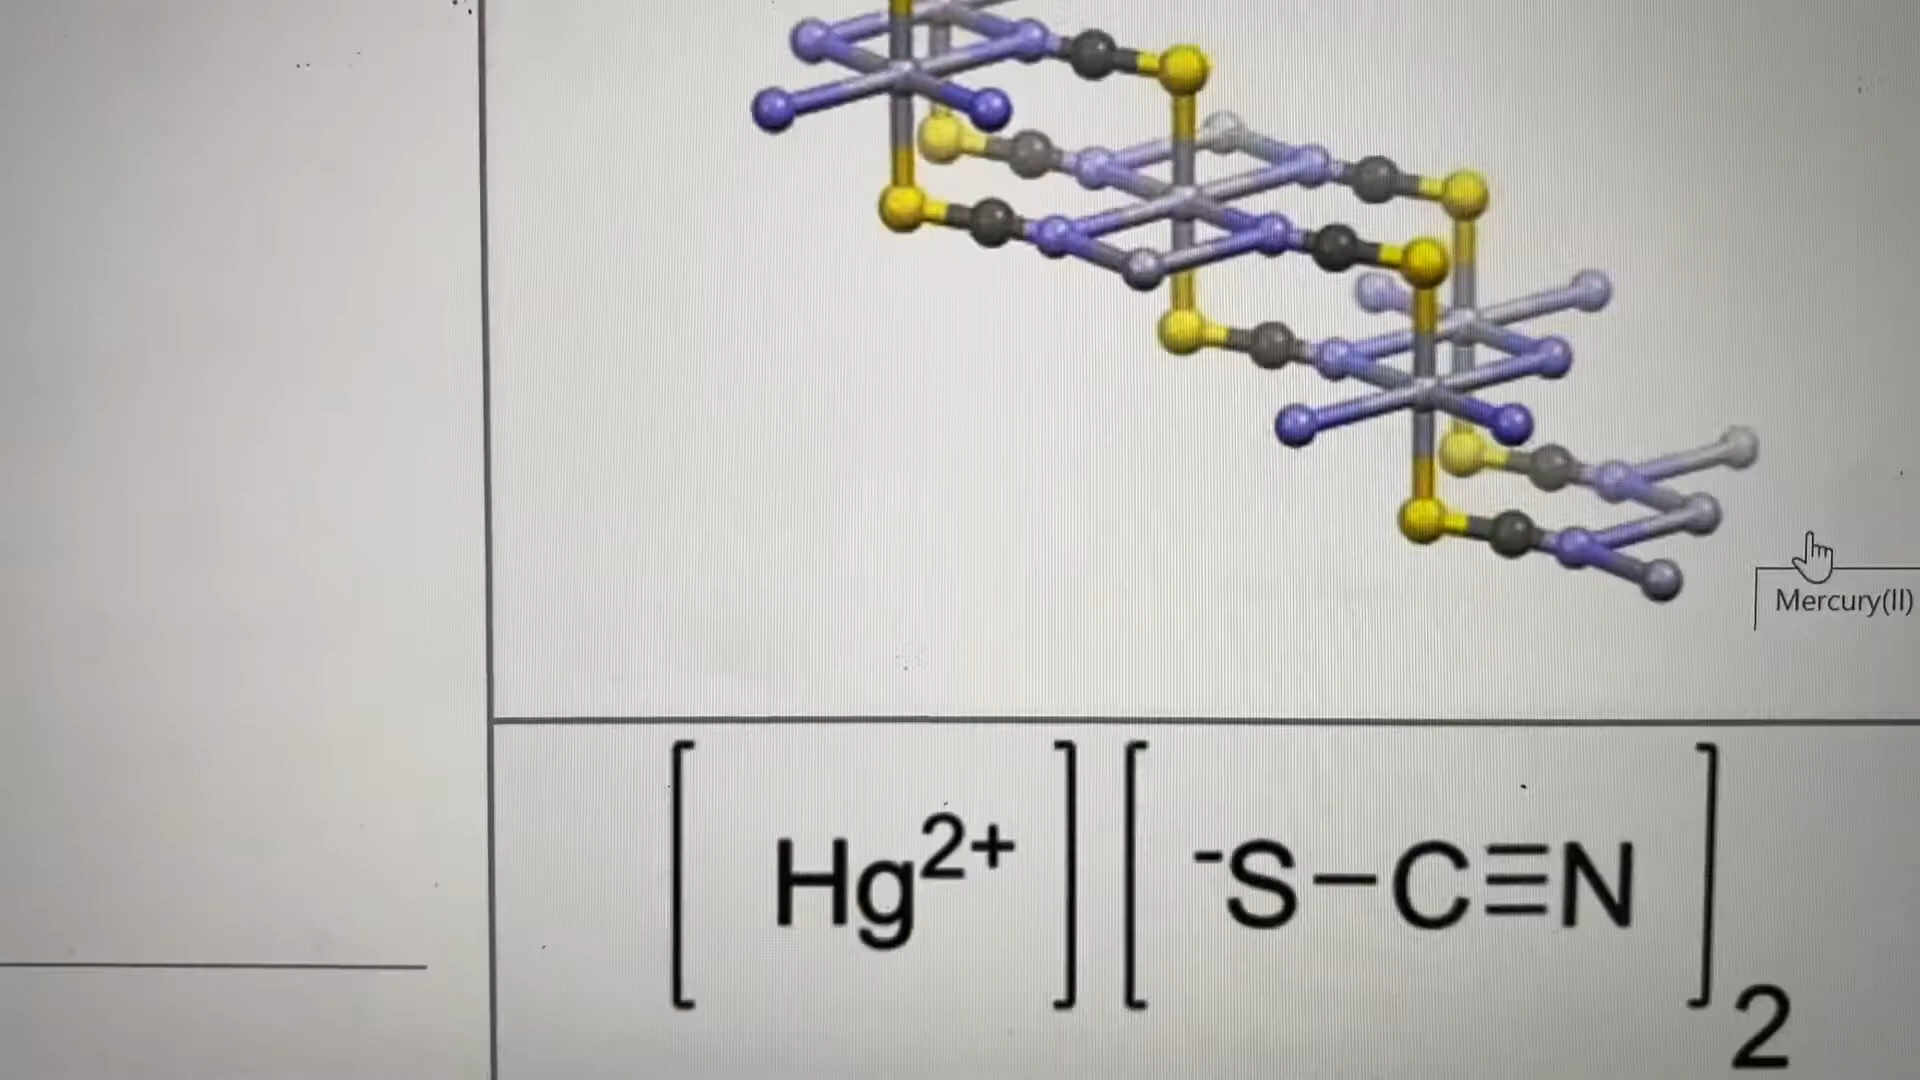 Mercury(II)
[ Hg²⁺ ] [ ⁻S−C≡N ]₂